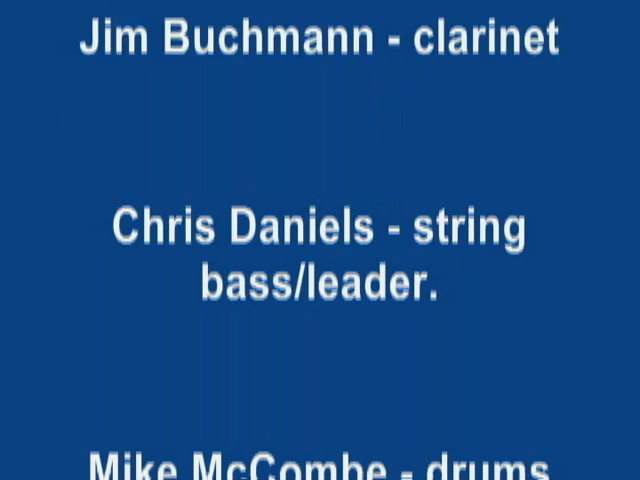 Jim Buchmann - clarinet
Chris Daniels - string
bass/leader.
Mike McCombe - drums